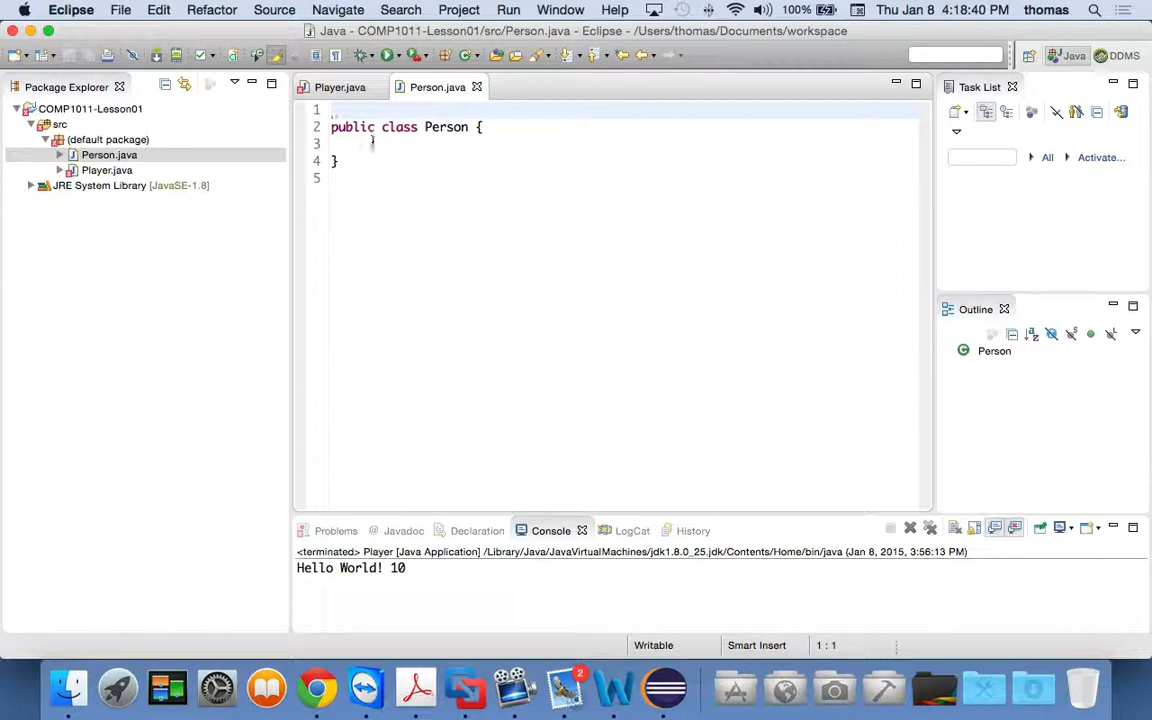 Eclipse File Edit Refactor Source Navigate Search Project Run Window Help 100% Thu Jan 8 4:18:40 PM thomas
Java - COMP1011-Lesson01/src/Person.java - Eclipse - /Users/thomas/Documents/workspace
Java DDMS
Package Explorer
COMP1011-Lesson01
src
(default package)
Person.java
Player.java
JRE System Library [JavaSE-1.8]
Player.java Person.java
1
2 public class Person {
3
4 }
5
Task List
All Activate...
Outline
Person
Problems Javadoc Declaration Console LogCat History
<terminated> Player [Java Application] /Library/Java/JavaVirtualMachines/jdk1.8.0_25.jdk/Contents/Home/bin/java (Jan 8, 2015, 3:56:13 PM)
Hello World! 10
Writable Smart Insert 1 : 1
2